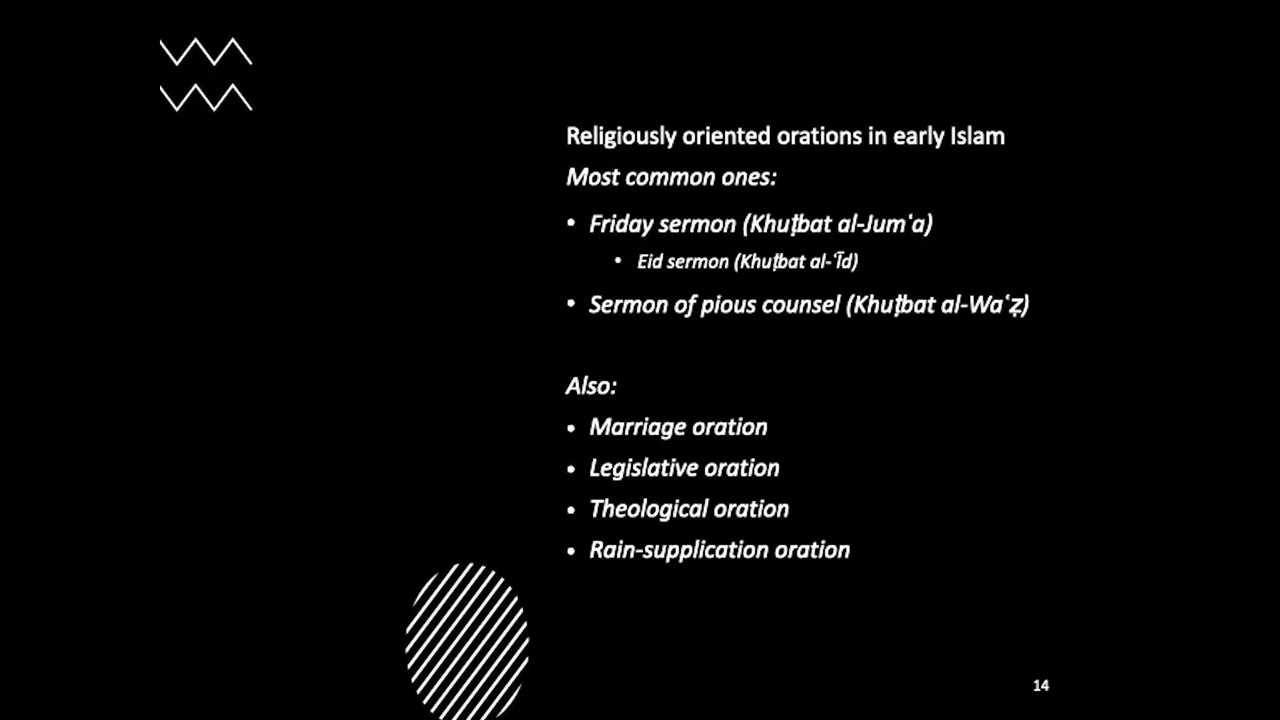 Religiously oriented orations in early Islam
Most common ones:
• Friday sermon (Khuṭbat al-Jumʿa)
• Eid sermon (Khuṭbat al-ʿĪd)
• Sermon of pious counsel (Khuṭbat al-Waʿẓ)
Also:
• Marriage oration
• Legislative oration
• Theological oration
• Rain-supplication oration
14